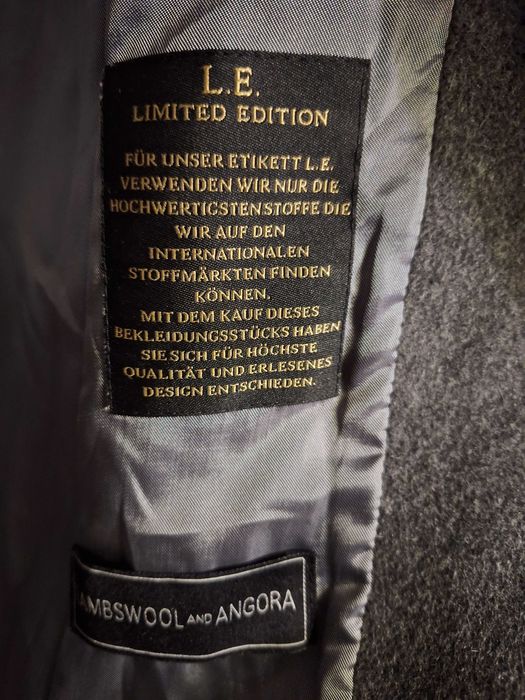 L.E.
LIMITED EDITION
FÜR UNSER ETIKETT L.E.
VERWENDEN WIR NUR DIE
HOCHWERTIGSTENSTOFFE DIE
WIR AUF DEN
INTERNATIONALEN
STOFFMÄRKTEN FINDEN
KÖNNEN.
MIT DEM KAUF DIESES
BEKLEIDUNGSSTÜCKS HABEN
SIE SICH FÜR HÖCHSTE
QUALITÄT UND ERLESENES
DESIGN ENTSCHIEDEN.
AMBSWOOL AND ANGORA